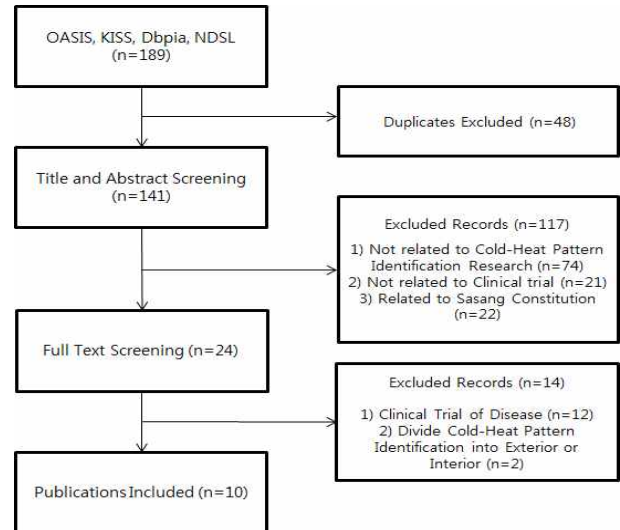 OASIS, KISS, Dbpia, NDSL
(n=189)
Duplicates Excluded (n=48)
Title and Abstract Screening
(n=141)
Excluded Records (n=117)
1) Not related to Cold-Heat Pattern
Identification Research (n=74)
2) Not related to Clinical trial (n=21)
3) Related to Sasang Constitution
(n=22)
Full Text Screening (n=24)
Excluded Records (n=14)
1) Clinical Trial of Disease (n=12)
2) Divide Cold-Heat Pattern
Identification into Exterior or
Interior (n=2)
Publications Included (n=10)